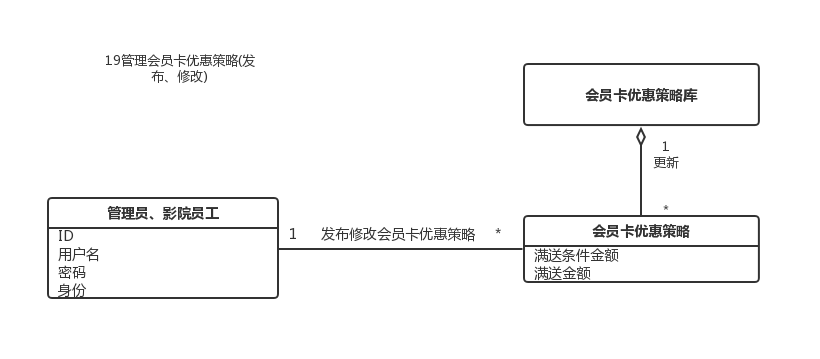 19管理会员卡优惠策略(发
布、修改)
会员卡优惠策略库
1
更新
*
管理员、影院员工
ID
用户名
密码
身份
1 发布修改会员卡优惠策略 *
会员卡优惠策略
满送条件金额
满送金额